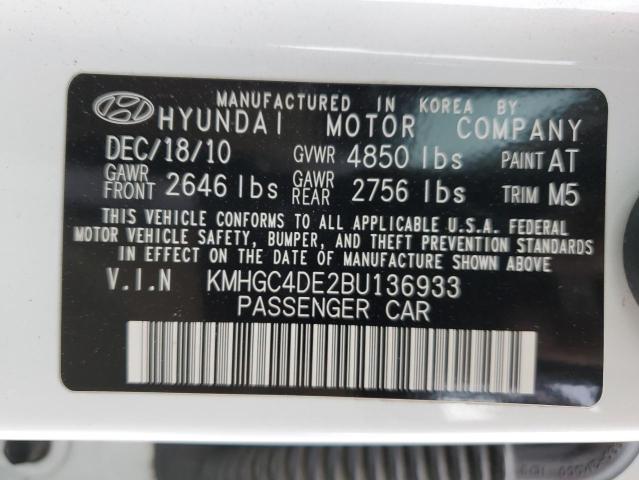 MANUFACTURED IN KOREA BY
HYUNDAI MOTOR COMPANY
DEC/18/10 GVWR 4850 lbs PAINT AT
GAWR FRONT 2646 lbs GAWR REAR 2756 lbs TRIM M5
THIS VEHICLE CONFORMS TO ALL APPLICABLE U.S.A. FEDERAL
MOTOR VEHICLE SAFETY, BUMPER, AND THEFT PREVENTION STANDARDS
IN EFFECT ON THE DATE OF MANUFACTURE SHOWN ABOVE
V.I.N KMHGC4DE2BU136933
PASSENGER CAR